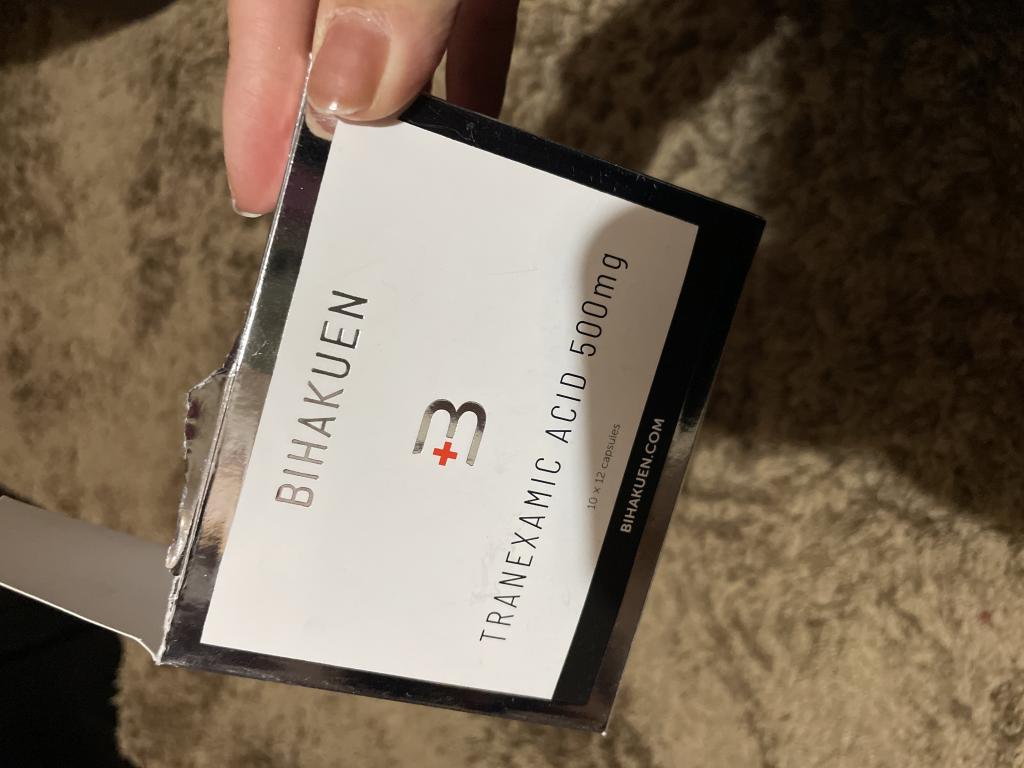 BIHAKUEN
TRANEXAMIC ACID 500mg
10 x 12 capsules
BIHAKUEN.COM